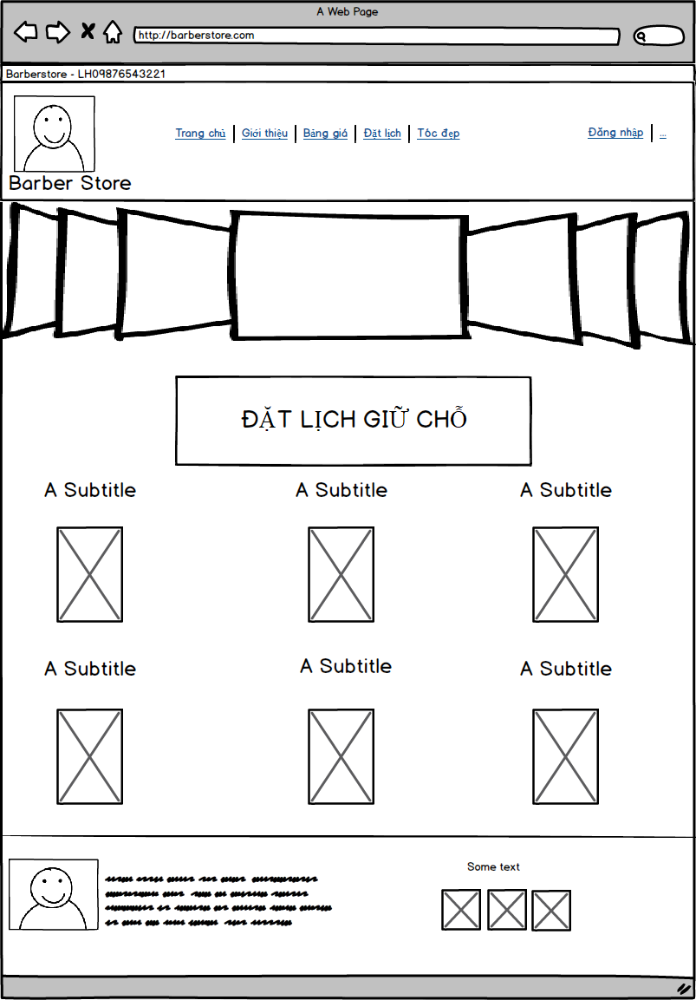 A Web Page
http://barberstore.com
Barberstore - LH09876543221
Trang chủ Giới thiệu Bảng giá Đặt lịch Tóc đẹp Đăng nhập ...
Barber Store
ĐẶT LỊCH GIỮ CHỖ
A Subtitle A Subtitle A Subtitle
A Subtitle A Subtitle A Subtitle
Some text